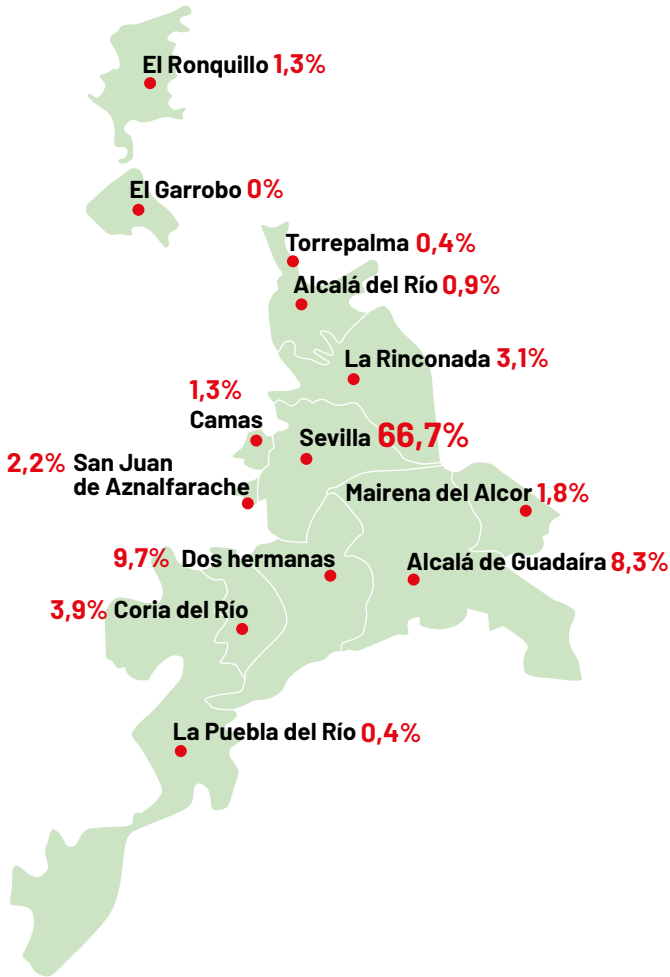 El Ronquillo 1,3%
El Garrobo 0%
Torrepalma 0,4%
Alcalá del Río 0,9%
La Rinconada 3,1%
1,3%
Camas
Sevilla 66,7%
2,2% San Juan
de Aznalfarache
Mairena del Alcor 1,8%
9,7% Dos hermanas
Alcalá de Guadaíra 8,3%
3,9% Coria del Río
La Puebla del Río 0,4%